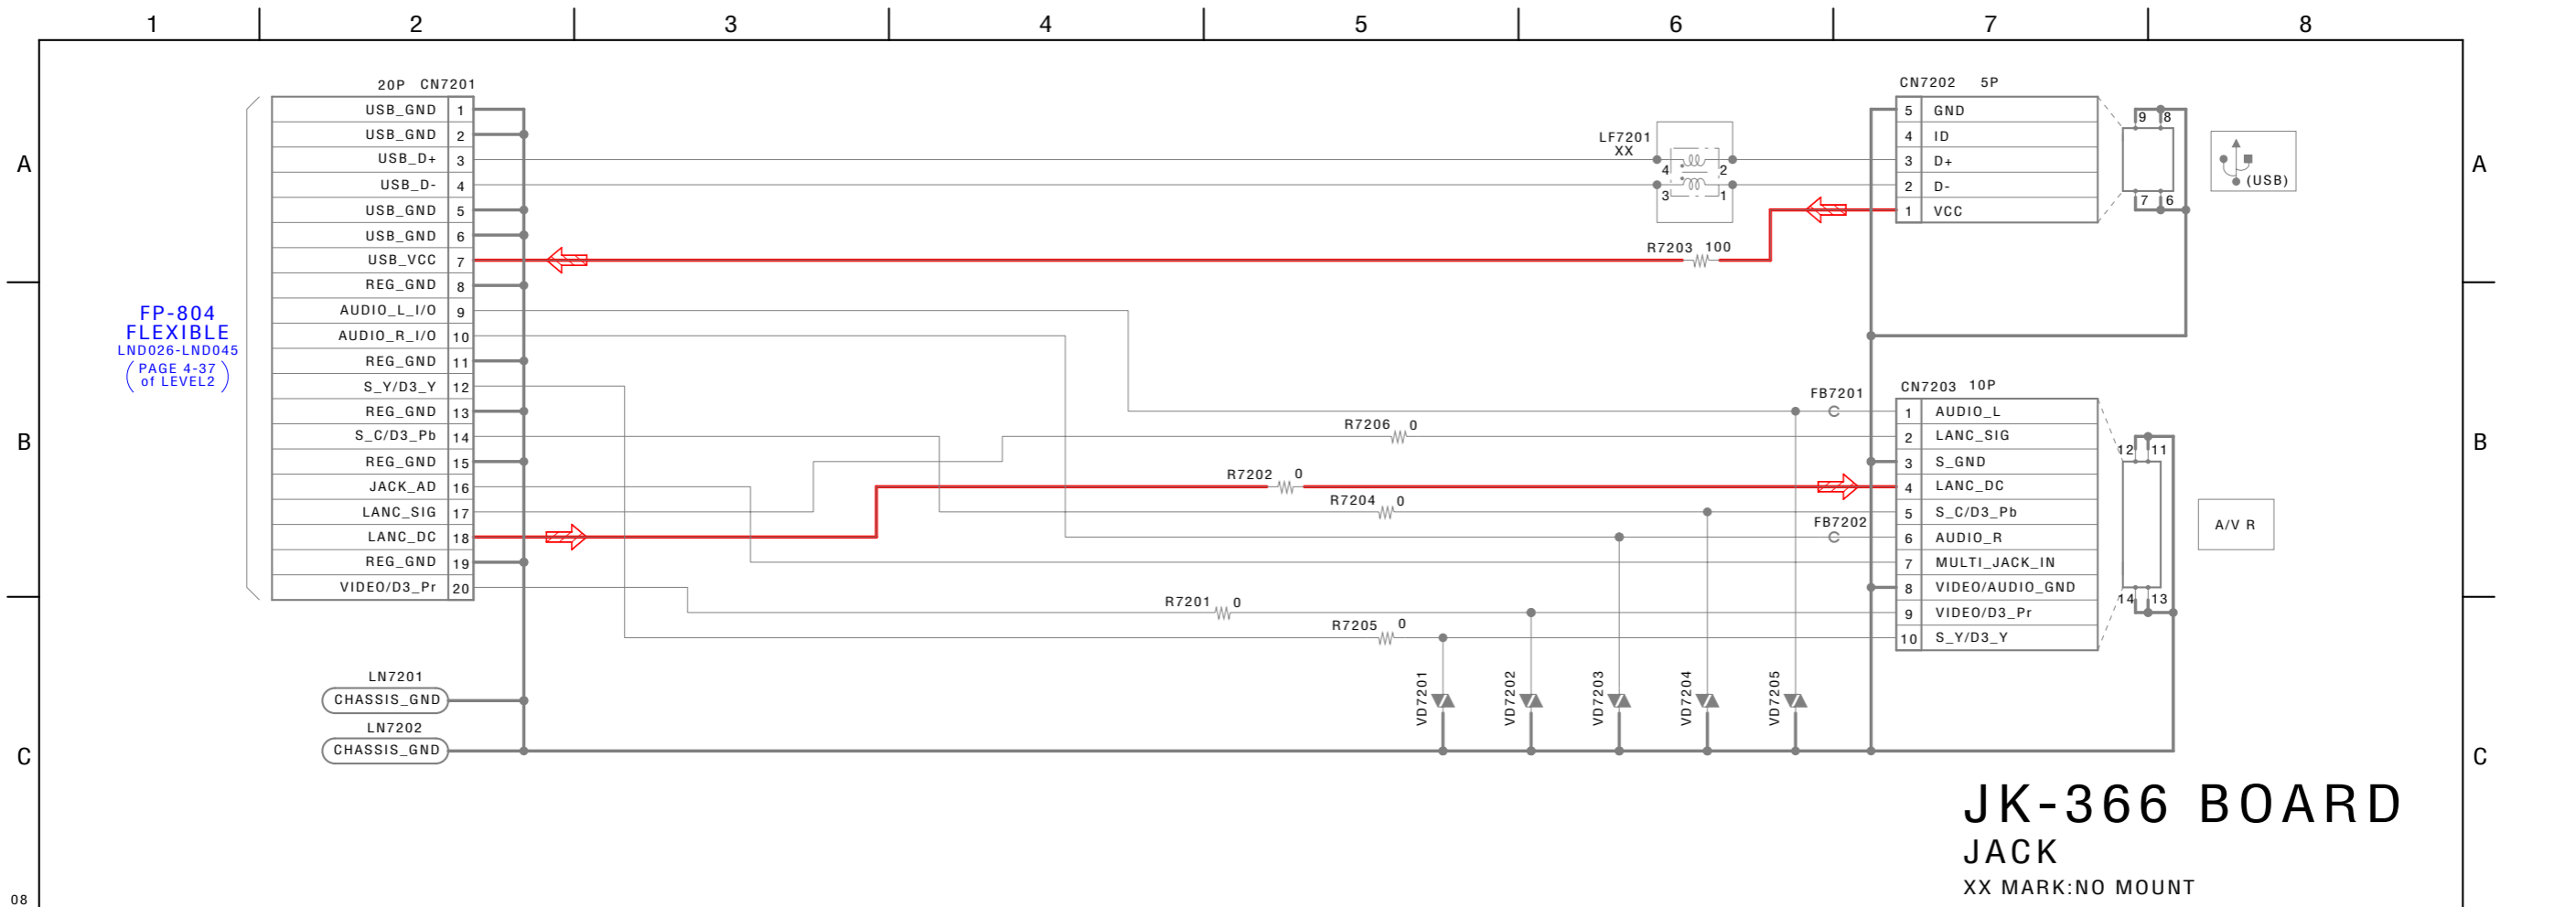 1 2 3 4 5 6 7 8
A A
B B
C C
20P CN7201
USB_GND 1
USB_GND 2
USB_D+ 3
USB_D- 4
USB_GND 5
USB_GND 6
USB_VCC 7
REG_GND 8
AUDIO_L_I/O 9
AUDIO_R_I/O 10
REG_GND 11
S_Y/D3_Y 12
REG_GND 13
S_C/D3_Pb 14
REG_GND 15
JACK_AD 16
LANC_SIG 17
LANC_DC 18
REG_GND 19
VIDEO/D3_Pr 20
FP-804
FLEXIBLE
LND026-LND045
(PAGE 4-37
of LEVEL2)
LN7201
CHASSIS_GND
LN7202
CHASSIS_GND
LF7201
XX
4 2
3 1
R7203 100
R7206 0
R7202 0
R7204 0
R7201 0
R7205 0
FB7201
FB7202
VD7201
VD7202
VD7203
VD7204
VD7205
CN7202 5P
5 GND
4 ID
3 D+
2 D-
1 VCC
9 8
7 6
(USB)
CN7203 10P
1 AUDIO_L
2 LANC_SIG
3 S_GND
4 LANC_DC
5 S_C/D3_Pb
6 AUDIO_R
7 MULTI_JACK_IN
8 VIDEO/AUDIO_GND
9 VIDEO/D3_Pr
10 S_Y/D3_Y
12 11
14 13
A/V R
JK-366 BOARD
JACK
XX MARK:NO MOUNT
08